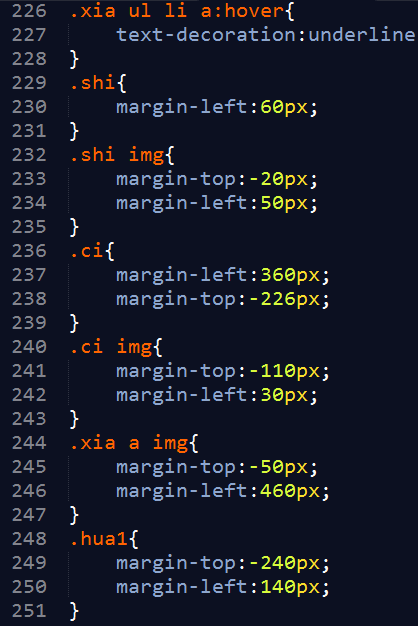 226 .xia ul li a:hover{
227     text-decoration:underline
228 }
229 .shi{
230     margin-left:60px;
231 }
232 .shi img{
233     margin-top:-20px;
234     margin-left:50px;
235 }
236 .ci{
237     margin-left:360px;
238     margin-top:-226px;
239 }
240 .ci img{
241     margin-top:-110px;
242     margin-left:30px;
243 }
244 .xia a img{
245     margin-top:-50px;
246     margin-left:460px;
247 }
248 .hua1{
249     margin-top:-240px;
250     margin-left:140px;
251 }